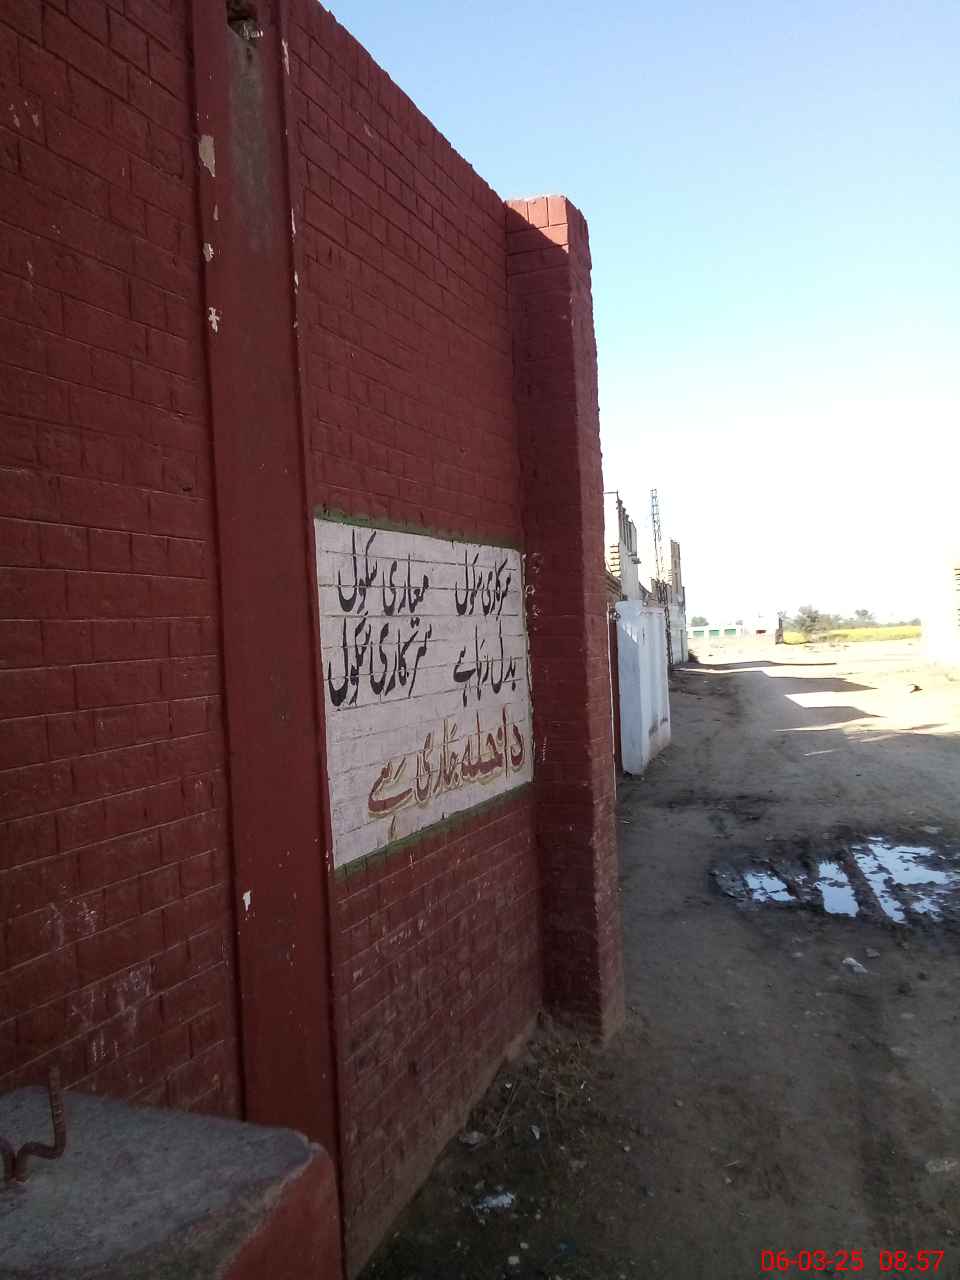 سرکاری سکول معیاری سکول
بدل رہا ہے سرکاری سکول
داخلہ جاری ہے
06-03-25 08:57